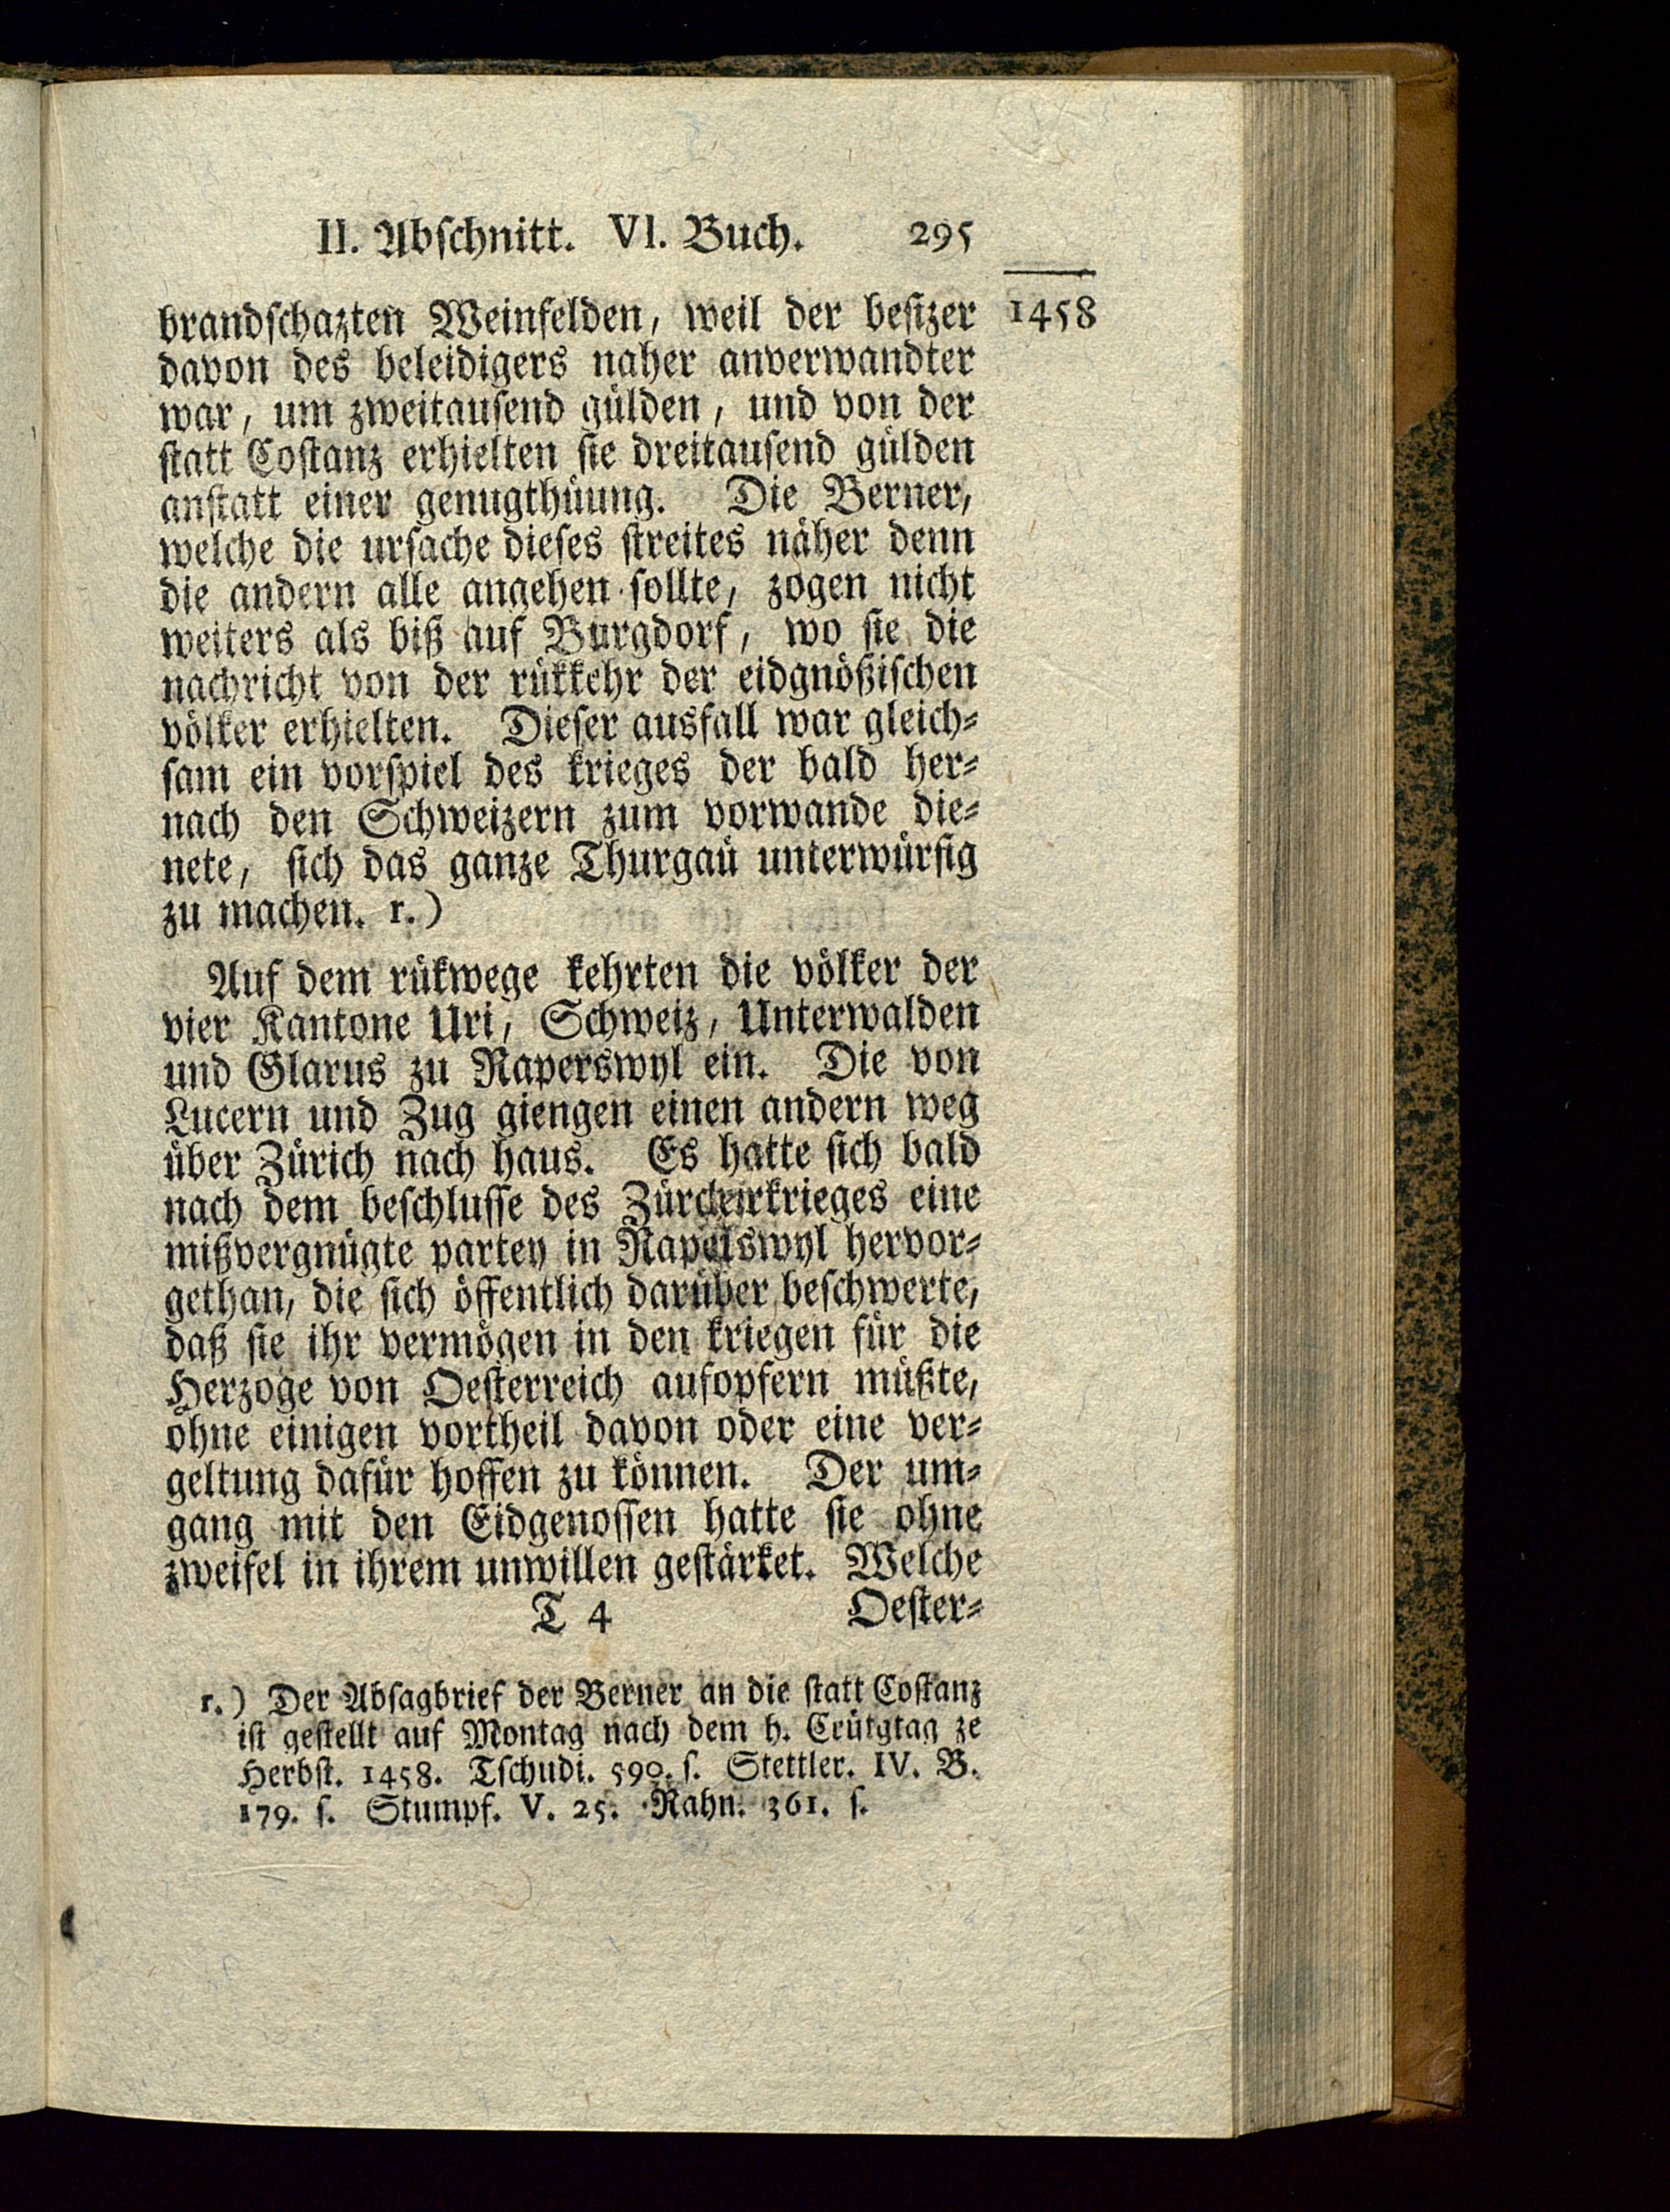 II. Abschnitt. VI. Buch. 295
brandschazten Weinfelden, weil der besizer 1458
davon des beleidigers naher anverwandter
war, um zweitausend gülden, und von der
statt Costanz erhielten sie dreitausend gülden
anstatt einer genugthüung. Die Berner,
welche die ursache dieses streites näher denn
die andern alle angehen sollte, zogen nicht
weiters als biß auf Burgdorf, wo sie die
nachricht von der rükkehr der eidgnößischen
völker erhielten. Dieser ausfall war gleich=
sam ein vorspiel des krieges der bald her=
nach den Schweizern zum vorwande die=
nete, sich das ganze Thurgaü unterwürfig
zu machen. r.)
Auf dem rükwege kehrten die völker der
vier Kantone Uri, Schweiz, Unterwalden
und Glarus zu Raperswyl ein. Die von
Lucern und Zug giengen einen andern weg
über Zürich nach haus. Es hatte sich bald
nach dem beschlusse des Zürcherkrieges eine
mißvergnügte partey in Rapelswyl hervor=
gethan, die sich öffentlich darüber beschwerte,
daß sie ihr vermögen in den kriegen für die
Herzoge von Oesterreich aufopfern müßte,
ohne einigen vortheil davon oder eine ver=
geltung dafür hoffen zu können. Der um=
gang mit den Eidgenossen hatte sie ohne
zweifel in ihrem unwillen gestärket. Welche
T 4 Oester=
r.) Der Absagbrief der Berner an die statt Costanz
ist gestellt auf Montag nach dem h. Crützgtag ze
Herbst. 1458. Tschudi. 590. s. Stettler. IV. B.
179. s. Stumpf. V. 25. Rahn. 361. s.